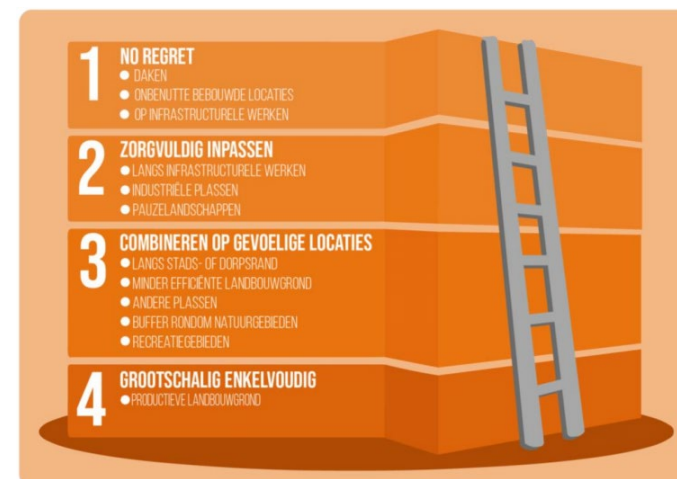 1
NO REGRET
● DAKEN
● ONBENUTTE BEBOUWDE LOCATIES
● OP INFRASTRUCTURELE WERKEN
2
ZORGVULDIG INPASSEN
● LANGS INFRASTRUCTURELE WERKEN
● INDUSTRIËLE PLASSEN
● PAUZELANDSCHAPPEN
3
COMBINEREN OP GEVOELIGE LOCATIES
● LANGS STADS- OF DORPSRAND
● MINDER EFFICIËNTE LANDBOUWGROND
● ANDERE PLASSEN
● BUFFER RONDOM NATUURGEBIEDEN
● RECREATIEGEBIEDEN
4
GROOTSCHALIG ENKELVOUDIG
● PRODUCTIEVE LANDBOUWGROND